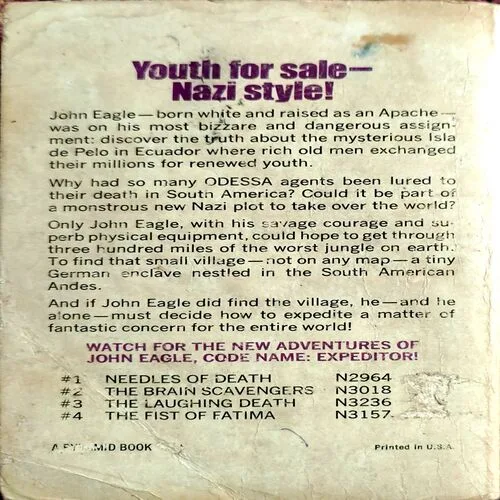 Youth for sale—
Nazi style!
John Eagle—born white and raised as an Apache—
was on his most bizzare and dangerous assign-
ment: discover the truth about the mysterious Isla
de Pelo in Ecuador where rich old men exchanged
their millions for renewed youth.
Why had so many ODESSA agents been lured to
their death in South America? Could it be part of
a monstrous new Nazi plot to take over the world?
Only John Eagle, with his savage courage and su-
perb physical equipment, could hope to get through
three hundred miles of the worst jungle on earth.
To find that small village—not on any map—a tiny
German enclave nestled in the South American
Andes.
And if John Eagle did find the village, he—and he
alone—must decide how to expedite a matter of
fantastic concern for the entire world!
WATCH FOR THE NEW ADVENTURES OF
JOHN EAGLE, CODE NAME: EXPEDITOR!
#1 NEEDLES OF DEATH N2964
#2 THE BRAIN SCAVENGERS N3018
#3 THE LAUGHING DEATH N3236
#4 THE FIST OF FATIMA N3157
A PYRAMID BOOK Printed in U.S.A.